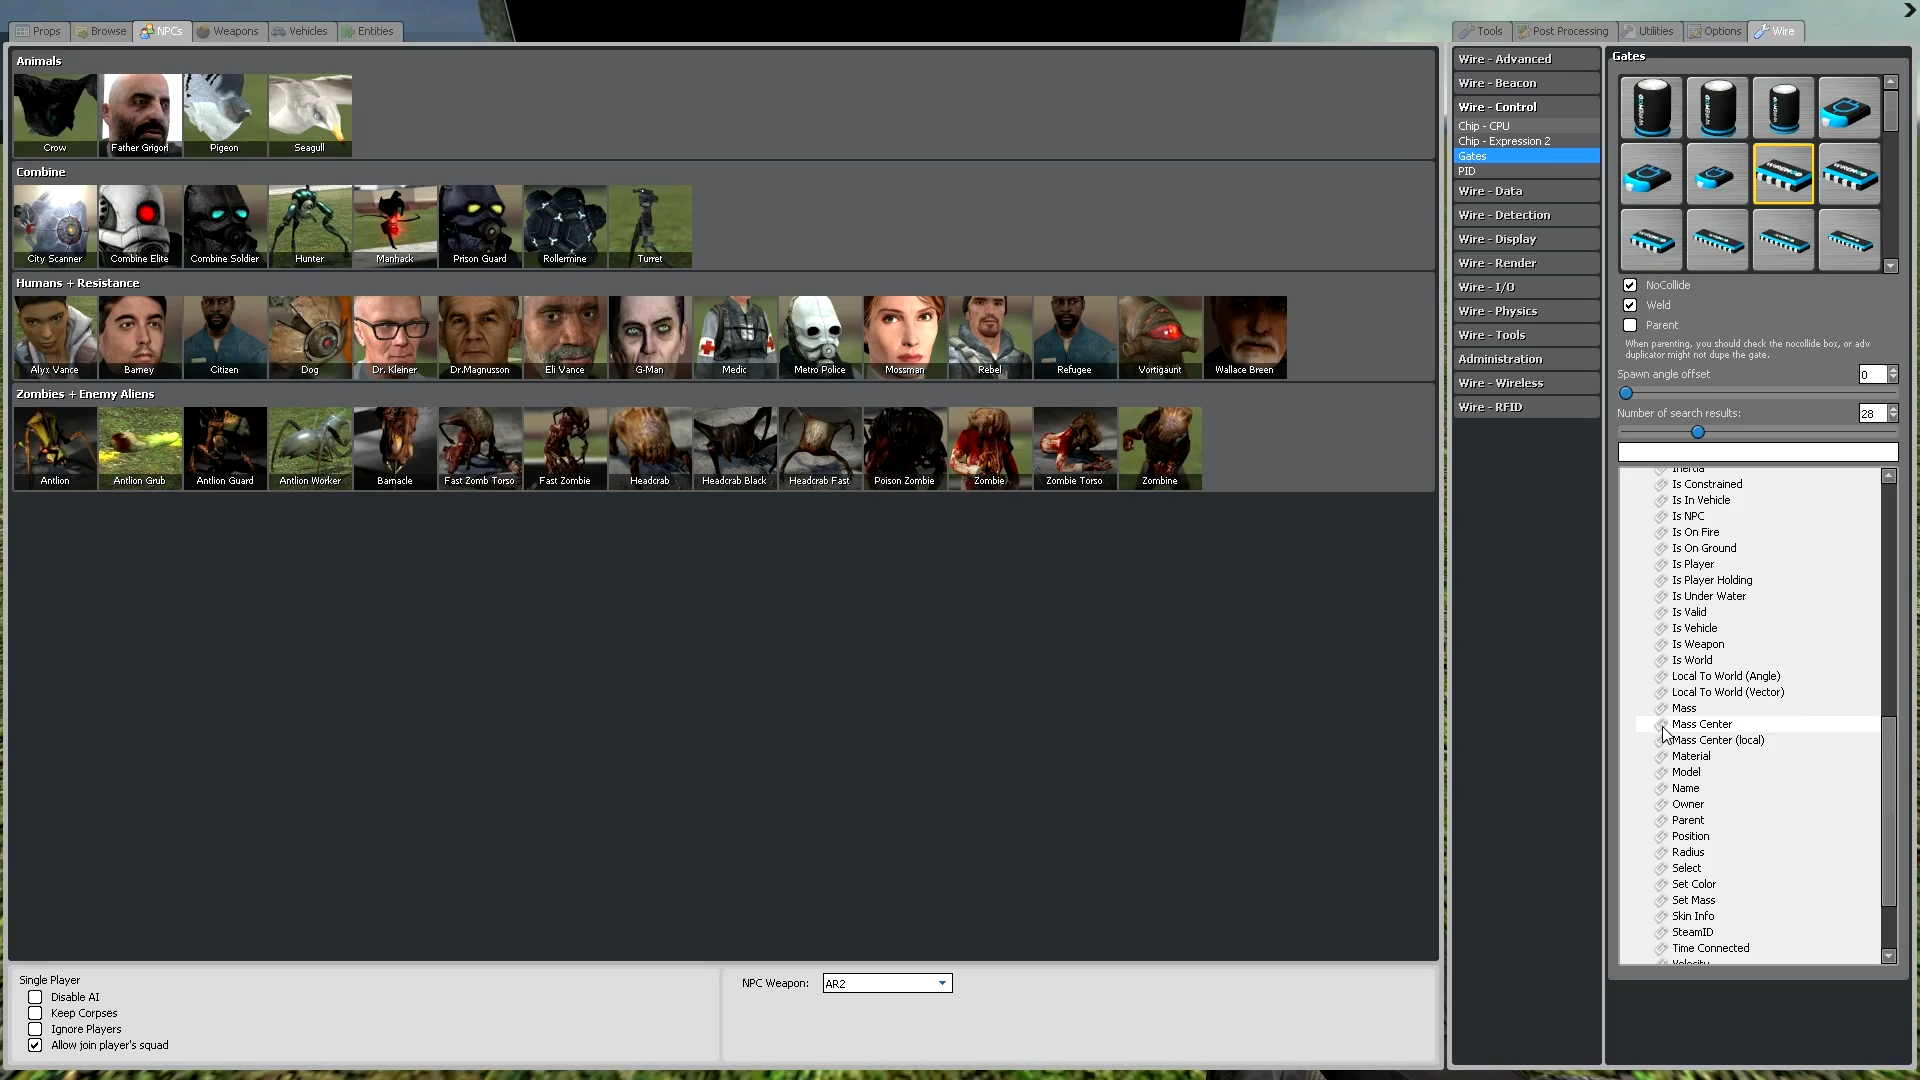 Props
Browse
NPCs
Weapons
Vehicles
Entities
Animals
Crow
Father Grigori
Pigeon
Seagull
Combine
City Scanner
Combine Elite
Combine Soldier
Hunter
Manhack
Prison Guard
Rollermine
Turret
Humans + Resistance
Alyx Vance
Barney
Citizen
Dog
Dr. Kleiner
Dr.Magnusson
Eli Vance
G-Man
Medic
Metro Police
Mossman
Rebel
Refugee
Vortigaunt
Wallace Breen
Zombies + Enemy Aliens
Antlion
Antlion Grub
Antlion Guard
Antlion Worker
Barnacle
Fast Zomb Torso
Fast Zombie
Headcrab
Headcrab Black
Headcrab Fast
Poison Zombie
Zombie
Zombie Torso
Zombine
Single Player
Disable AI
Keep Corpses
Ignore Players
Allow join player's squad
NPC Weapon:
AR2
Tools
Post Processing
Utilities
Options
Wire
Wire - Advanced
Wire - Beacon
Wire - Control
Chip - CPU
Chip - Expression 2
Gates
PID
Wire - Data
Wire - Detection
Wire - Display
Wire - Render
Wire - I/O
Wire - Physics
Wire - Tools
Administration
Wire - Wireless
Wire - RFID
Gates
NoCollide
Weld
Parent
When parenting, you should check the nocollide box, or adv
duplicator might not dupe the gate.
Spawn angle offset
0
Number of search results:
28
Inertia
Is Constrained
Is In Vehicle
Is NPC
Is On Fire
Is On Ground
Is Player
Is Player Holding
Is Under Water
Is Valid
Is Vehicle
Is Weapon
Is World
Local To World (Angle)
Local To World (Vector)
Mass
Mass Center
Mass Center (local)
Material
Model
Name
Owner
Parent
Position
Radius
Select
Set Color
Set Mass
Skin Info
SteamID
Time Connected
Velocity